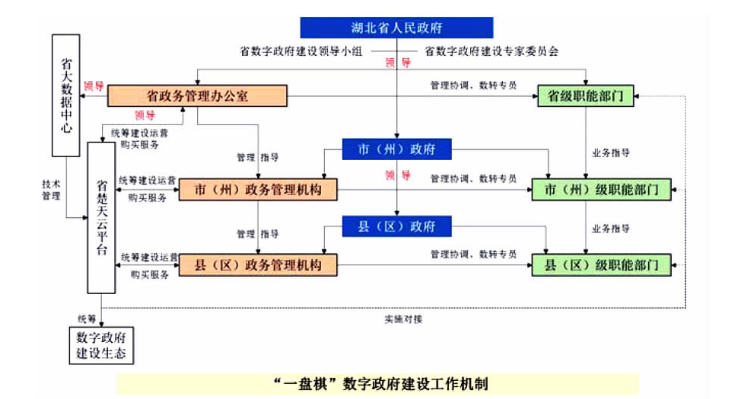 湖北省人民政府
省数字政府建设领导小组
省数字政府建设专家委员会
领导
省大数据中心
领导
省政务管理办公室
管理协调、数转专员
省级职能部门
领导
统筹建设运营
购买服务
市（州）政府
管理 指导
业务指导
技术
管理
省楚天云平台
统筹建设运营
购买服务
市（州）政务管理机构
领导
管理协调、数转专员
市（州）级职能部门
县（区）政府
管理 指导
业务指导
统筹建设运营
购买服务
县（区）政务管理机构
管理协调、数转专员
县（区）级职能部门
统筹
实施对接
数字政府
建设生态
“一盘棋”数字政府建设工作机制